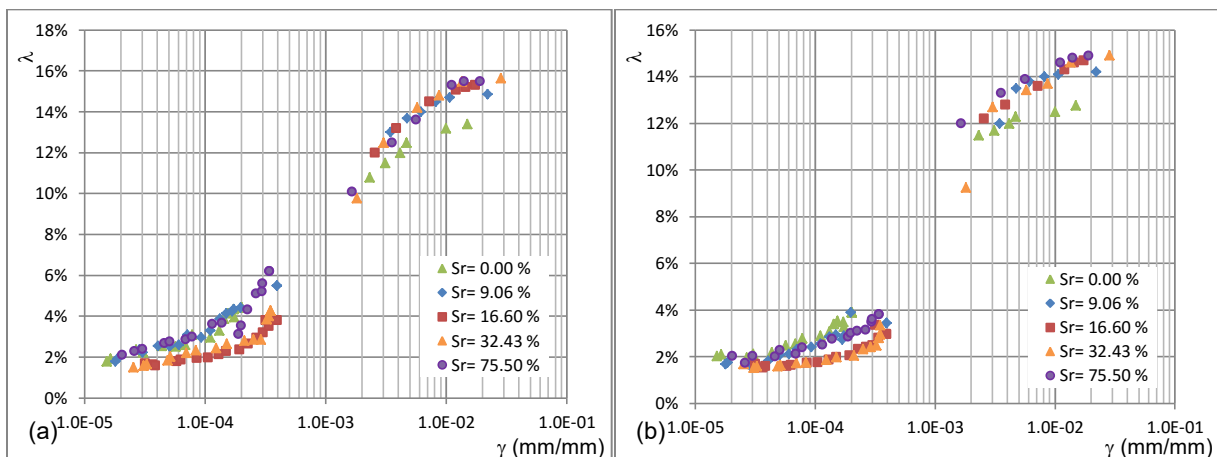 λ
18%
16%
14%
12%
10%
8%
6%
4%
2%
0%
Sr= 0.00 %
Sr= 9.06 %
Sr= 16.60 %
Sr= 32.43 %
Sr= 75.50 %
1.0E-05 1.0E-04 1.0E-03 1.0E-02 1.0E-01
(a) γ (mm/mm)
λ
16%
14%
12%
10%
8%
6%
4%
2%
0%
Sr= 0.00 %
Sr= 9.06 %
Sr= 16.60 %
Sr= 32.43 %
Sr= 75.50 %
1.0E-05 1.0E-04 1.0E-03 1.0E-02 1.0E-01
(b) γ (mm/mm)